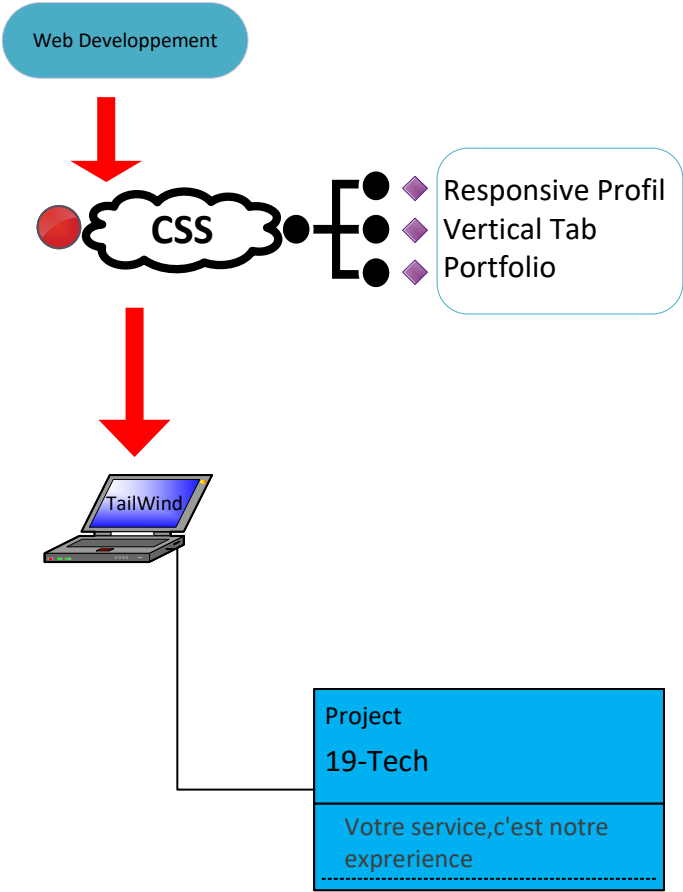 Web Developpement
CSS
Responsive Profil
Vertical Tab
Portfolio
TailWind
Project
19-Tech
Votre service,c'est notre
exprerience